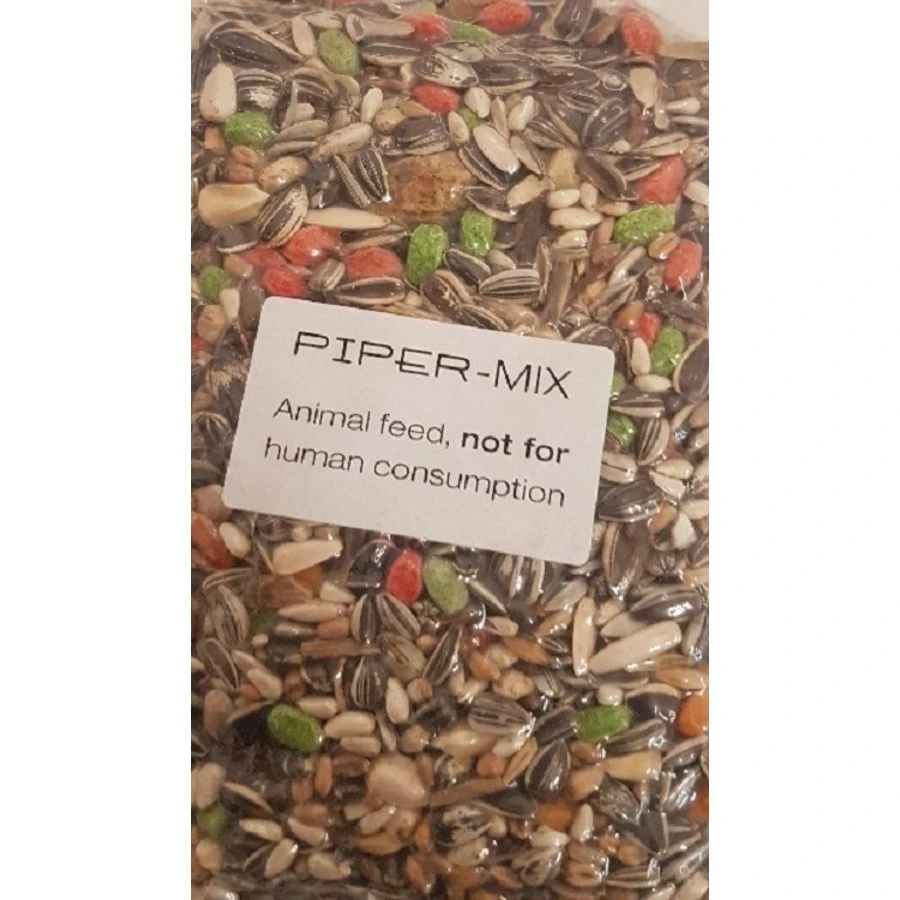 PIPER-MIX
Animal feed, not for
human consumption